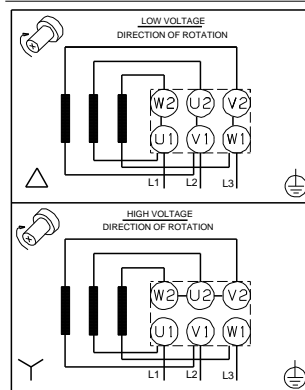 LOW VOLTAGE
DIRECTION OF ROTATION
W2 U2 V2
U1 V1 W1
L1 L2 L3
HIGH VOLTAGE
DIRECTION OF ROTATION
W2 U2 V2
U1 V1 W1
L1 L2 L3